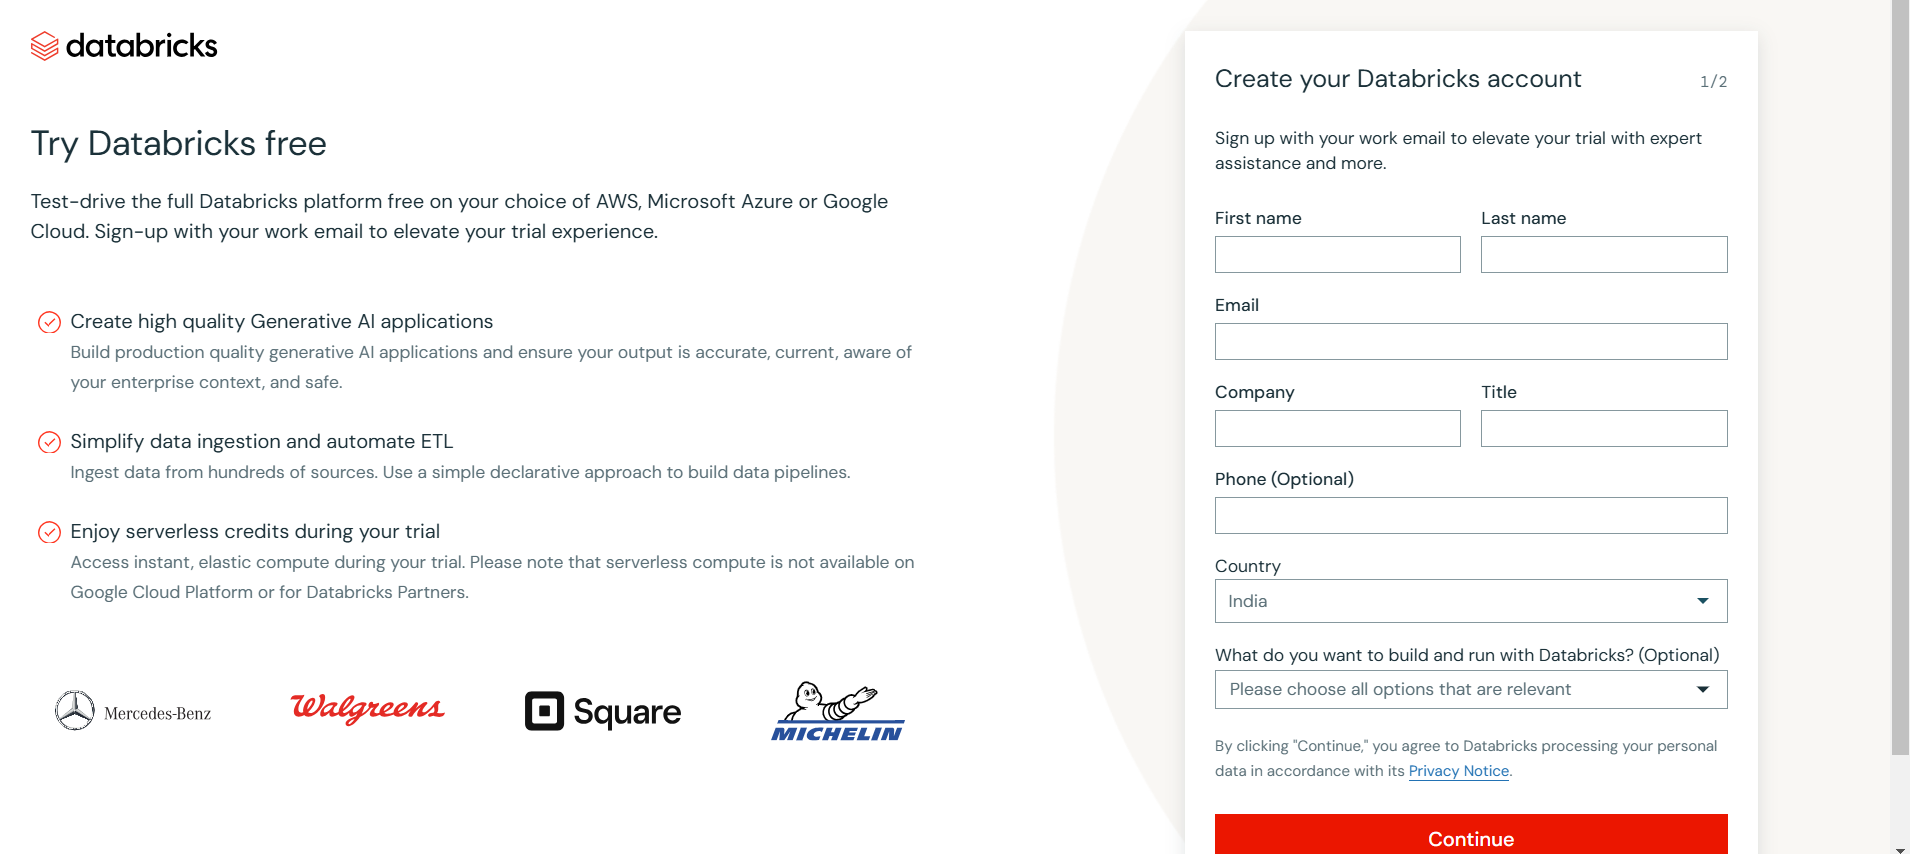 databricks
Try Databricks free
Test-drive the full Databricks platform free on your choice of AWS, Microsoft Azure or Google
Cloud. Sign-up with your work email to elevate your trial experience.
Create high quality Generative AI applications
Build production quality generative AI applications and ensure your output is accurate, current, aware of
your enterprise context, and safe.
Simplify data ingestion and automate ETL
Ingest data from hundreds of sources. Use a simple declarative approach to build data pipelines.
Enjoy serverless credits during your trial
Access instant, elastic compute during your trial. Please note that serverless compute is not available on
Google Cloud Platform or for Databricks Partners.
Mercedes-Benz
Walgreens
Square
MICHELIN
Create your Databricks account
1/2
Sign up with your work email to elevate your trial with expert
assistance and more.
First name
Last name
Email
Company
Title
Phone (Optional)
Country
India
What do you want to build and run with Databricks? (Optional)
Please choose all options that are relevant
By clicking "Continue," you agree to Databricks processing your personal
data in accordance with its Privacy Notice.
Continue